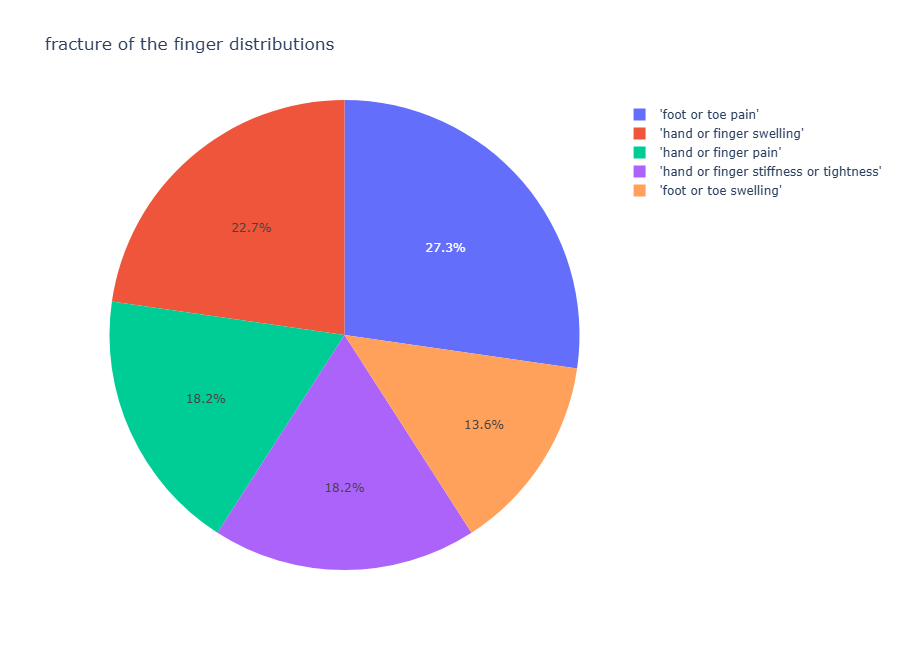 fracture of the finger distributions
'foot or toe pain'
'hand or finger swelling'
'hand or finger pain'
'hand or finger stiffness or tightness'
'foot or toe swelling'
22.7%
27.3%
18.2%
13.6%
18.2%